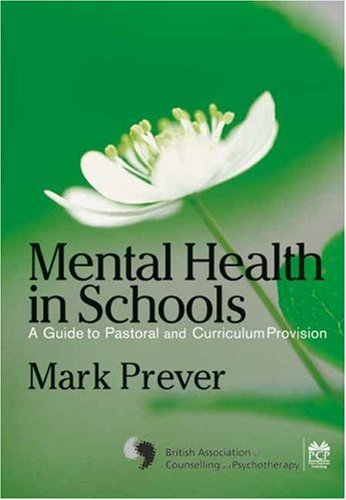 Mental Health
in Schools
A Guide to Pastoral and Curriculum Provision
Mark Prever
British Association for
Counselling and Psychotherapy
PCP